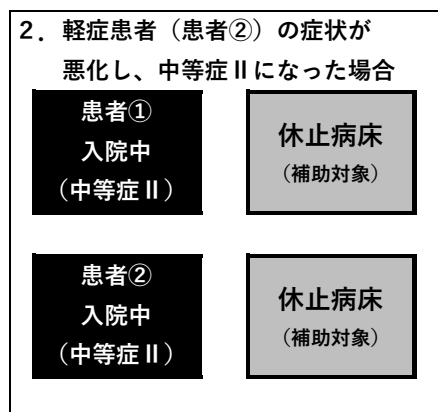 ２．軽症患者（患者②）の症状が
悪化し、中等症Ⅱになった場合
患者①
入院中
（中等症Ⅱ）
休止病床
（補助対象）
患者②
入院中
（中等症Ⅱ）
休止病床
（補助対象）